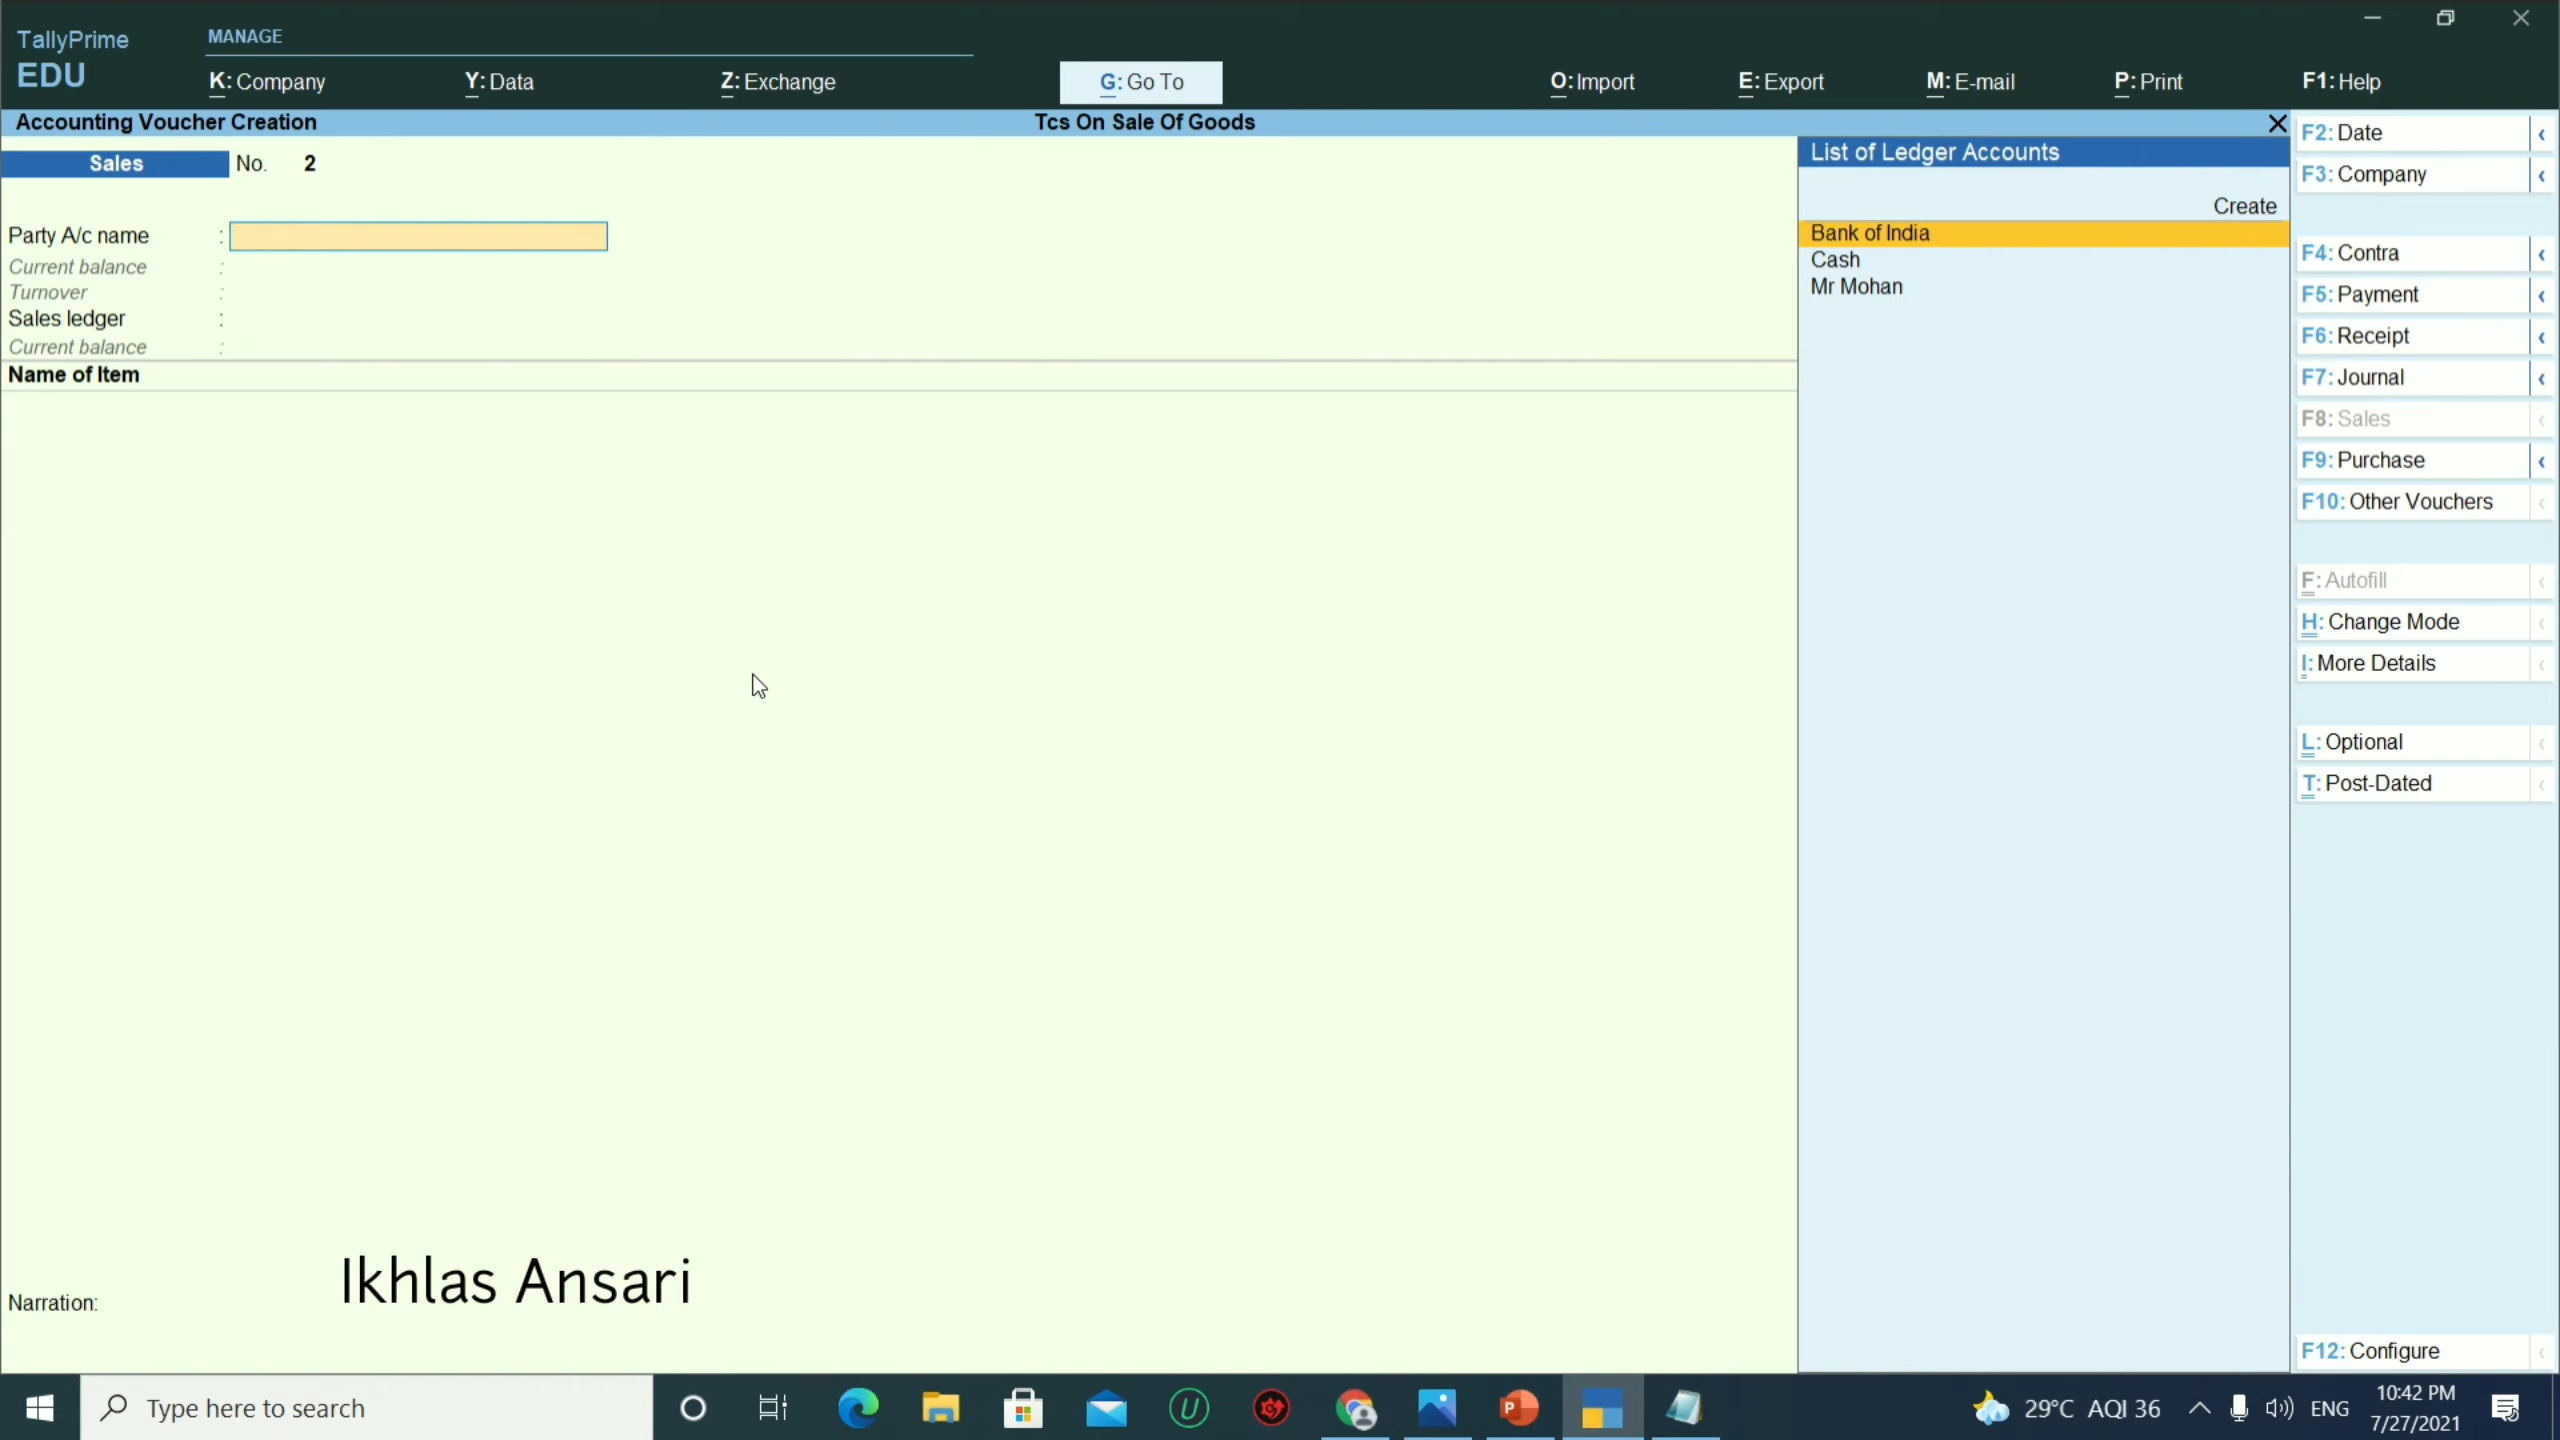 TallyPrime
EDU
MANAGE
K: Company
Y: Data
Z: Exchange
G: Go To
O: Import
E: Export
M: E-mail
P: Print
F1: Help
Accounting Voucher Creation
Tcs On Sale Of Goods
Sales No. 2
Party A/c name :
Current balance :
Turnover :
Sales ledger :
Current balance :
Name of Item
Narration:
Ikhlas Ansari
List of Ledger Accounts
Create
Bank of India
Cash
Mr Mohan
F2: Date
F3: Company
F4: Contra
F5: Payment
F6: Receipt
F7: Journal
F8: Sales
F9: Purchase
F10: Other Vouchers
F: Autofill
H: Change Mode
I: More Details
L: Optional
T: Post-Dated
F12: Configure
Type here to search
29°C AQI 36
ENG
10:42 PM
7/27/2021